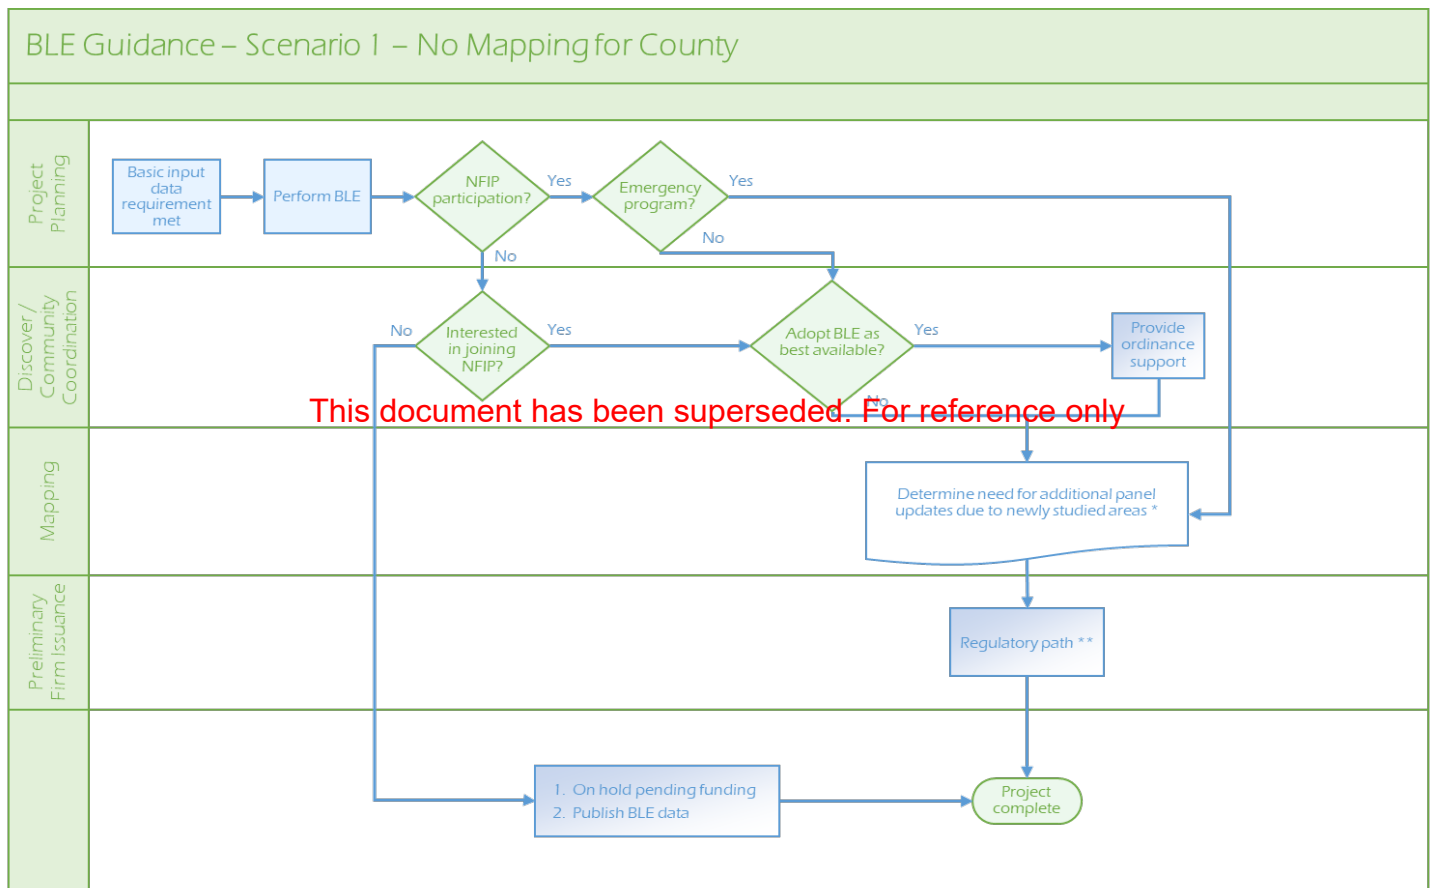 BLE Guidance – Scenario 1 – No Mapping for County
Project
Planning
Basic input
data
requirement
met
Perform BLE
NFIP
participation?
Yes
Emergency
program?
Yes
No
No
Discover /
Community
Coordination
No
Interested
in joining
NFIP?
Yes
Adopt BLE as
best available?
Yes
Provide
ordinance
support
No
This document has been superseded. For reference only
Mapping
Determine need for additional panel
updates due to newly studied areas *
Preliminary
Firm Issuance
Regulatory path **
1. On hold pending funding
2. Publish BLE data
Project
complete